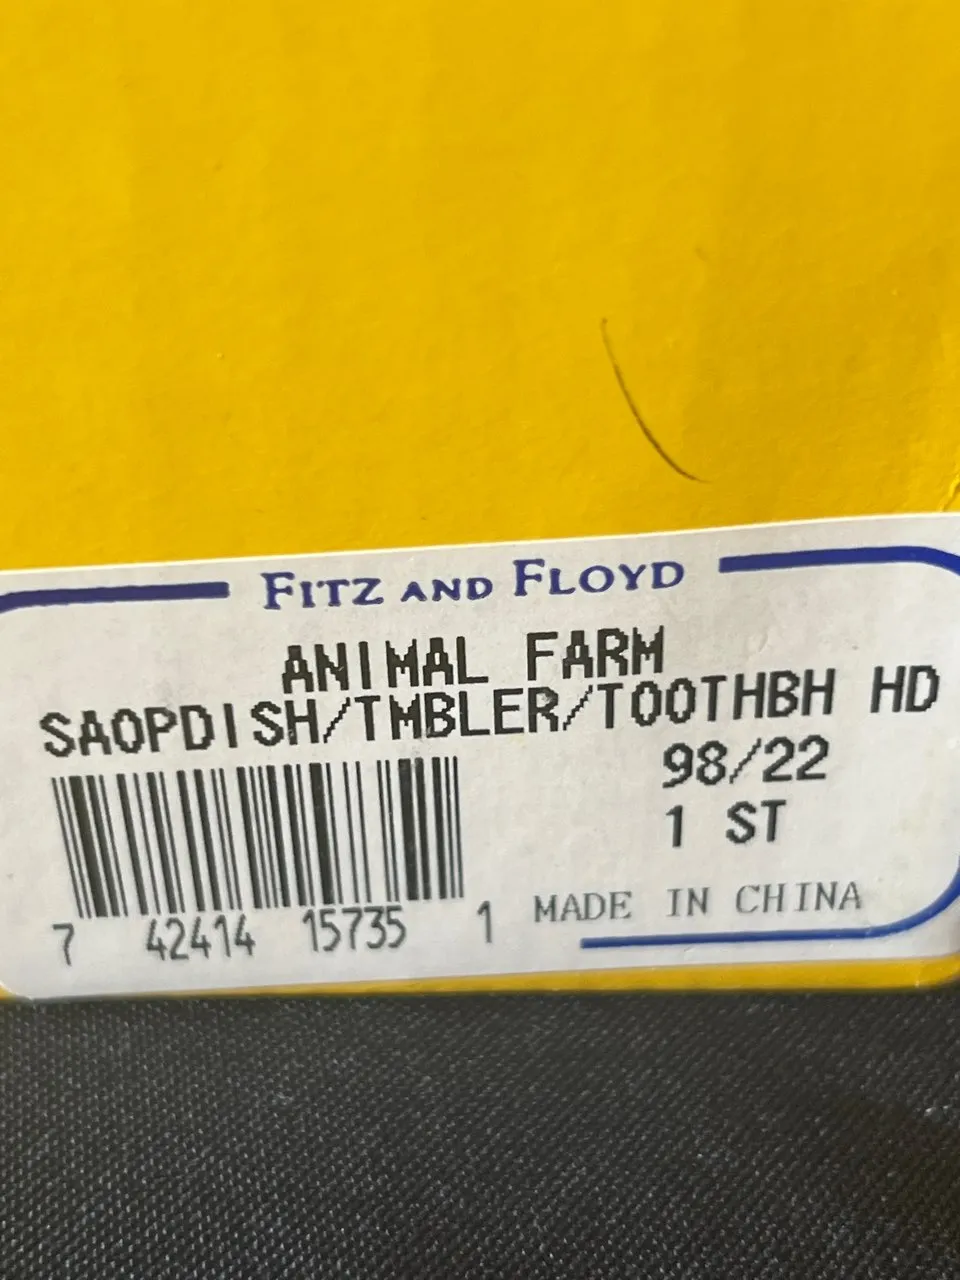 FITZ AND FLOYD
ANIMAL FARM
SAOPDISH/TMBLER/TOOTHBH HD
98/22
1 ST
MADE IN CHINA
7 42414 15735 1